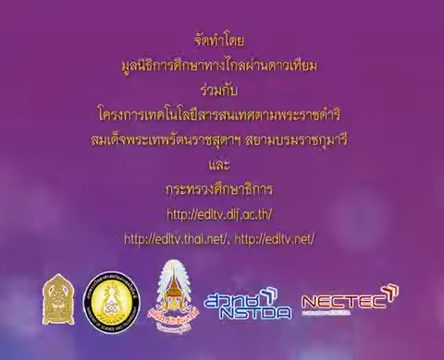 จัดทำโดย
มูลนิธิการศึกษาทางไกลผ่านดาวเทียม
ร่วมกับ
โครงการเทคโนโลยีสารสนเทศตามพระราชดำริ
สมเด็จพระเทพรัตนราชสุดาฯ สยามบรมราชกุมารี
และ
กระทรวงศึกษาธิการ
http://edltv.dlf.ac.th/
http://edltv.thai.net/, http://edltv.net/
สวทช NECTEC
NSTDA